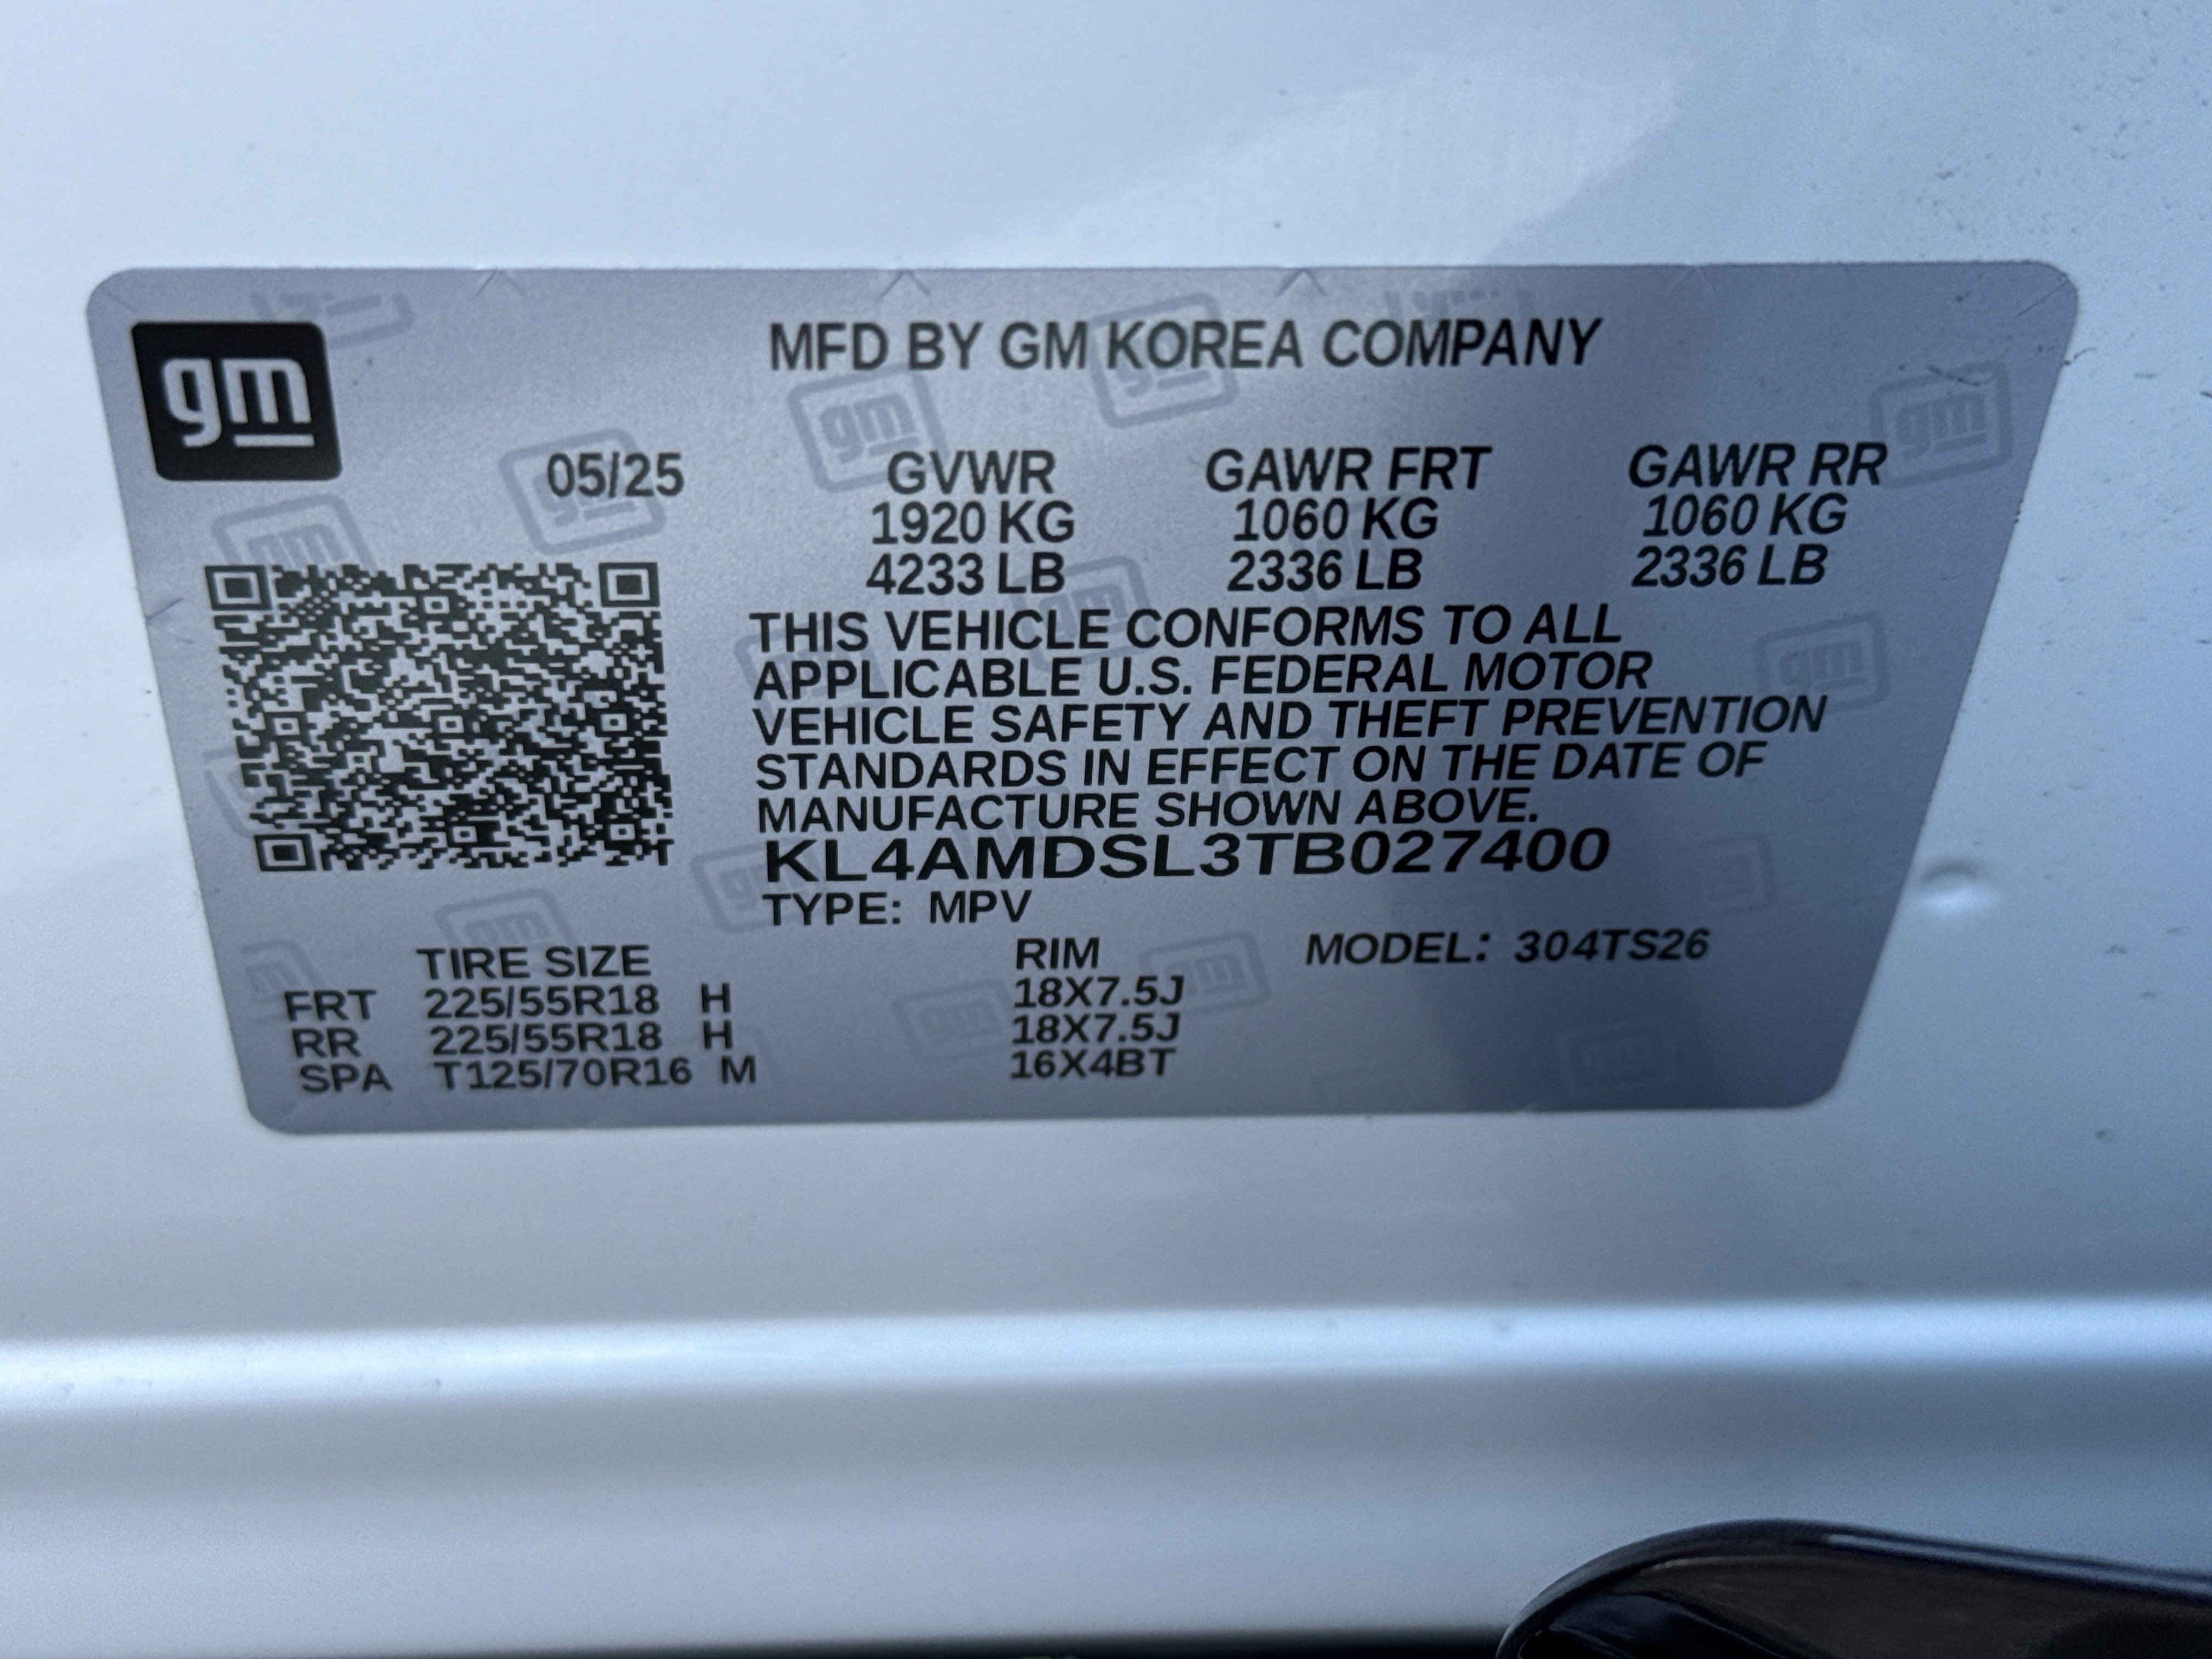 gm
MFD BY GM KOREA COMPANY
05/25 GVWR GAWR FRT GAWR RR
1920 KG 1060 KG 1060 KG
4233 LB 2336 LB 2336 LB
THIS VEHICLE CONFORMS TO ALL
APPLICABLE U.S. FEDERAL MOTOR
VEHICLE SAFETY AND THEFT PREVENTION
STANDARDS IN EFFECT ON THE DATE OF
MANUFACTURE SHOWN ABOVE.
KL4AMDSL3TB027400
TYPE: MPV
TIRE SIZE RIM MODEL: 304TS26
FRT 225/55R18 H 18X7.5J
RR 225/55R18 H 18X7.5J
SPA T125/70R16 M 16X4BT